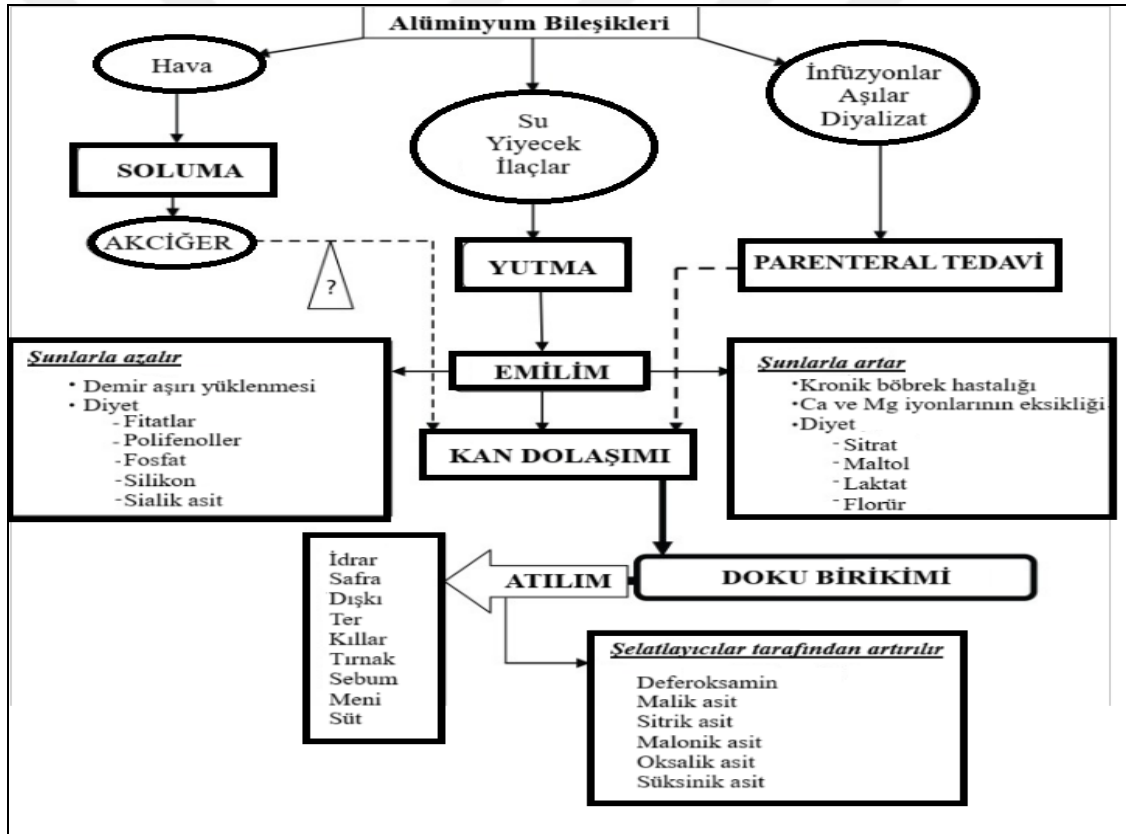 Alüminyum Bileşikleri
Hava
Su
Yiyecek
İlaçlar
İnfüzyonlar
Aşılar
Diyalizat
SOLUMA
AKCİĞER
?
YUTMA
PARENTERAL TEDAVİ
Şunlarla azalır
• Demir aşırı yüklenmesi
• Diyet
- Fitatlar
- Polifenoller
- Fosfat
- Silikon
- Sialik asit
EMİLİM
Şunlarla artar
•Kronik böbrek hastalığı
•Ca ve Mg iyonlarının eksikliği
•Diyet
- Sitrat
- Maltol
- Laktat
- Florür
KAN DOLAŞIMI
DOKU BİRİKİMİ
ATILIM
İdrar
Safra
Dışkı
Ter
Kıllar
Tırnak
Sebum
Meni
Süt
Şelatlayıcılar tarafından artırılır
Deferoksamin
Malik asit
Sitrik asit
Malonik asit
Oksalik asit
Süksinik asit